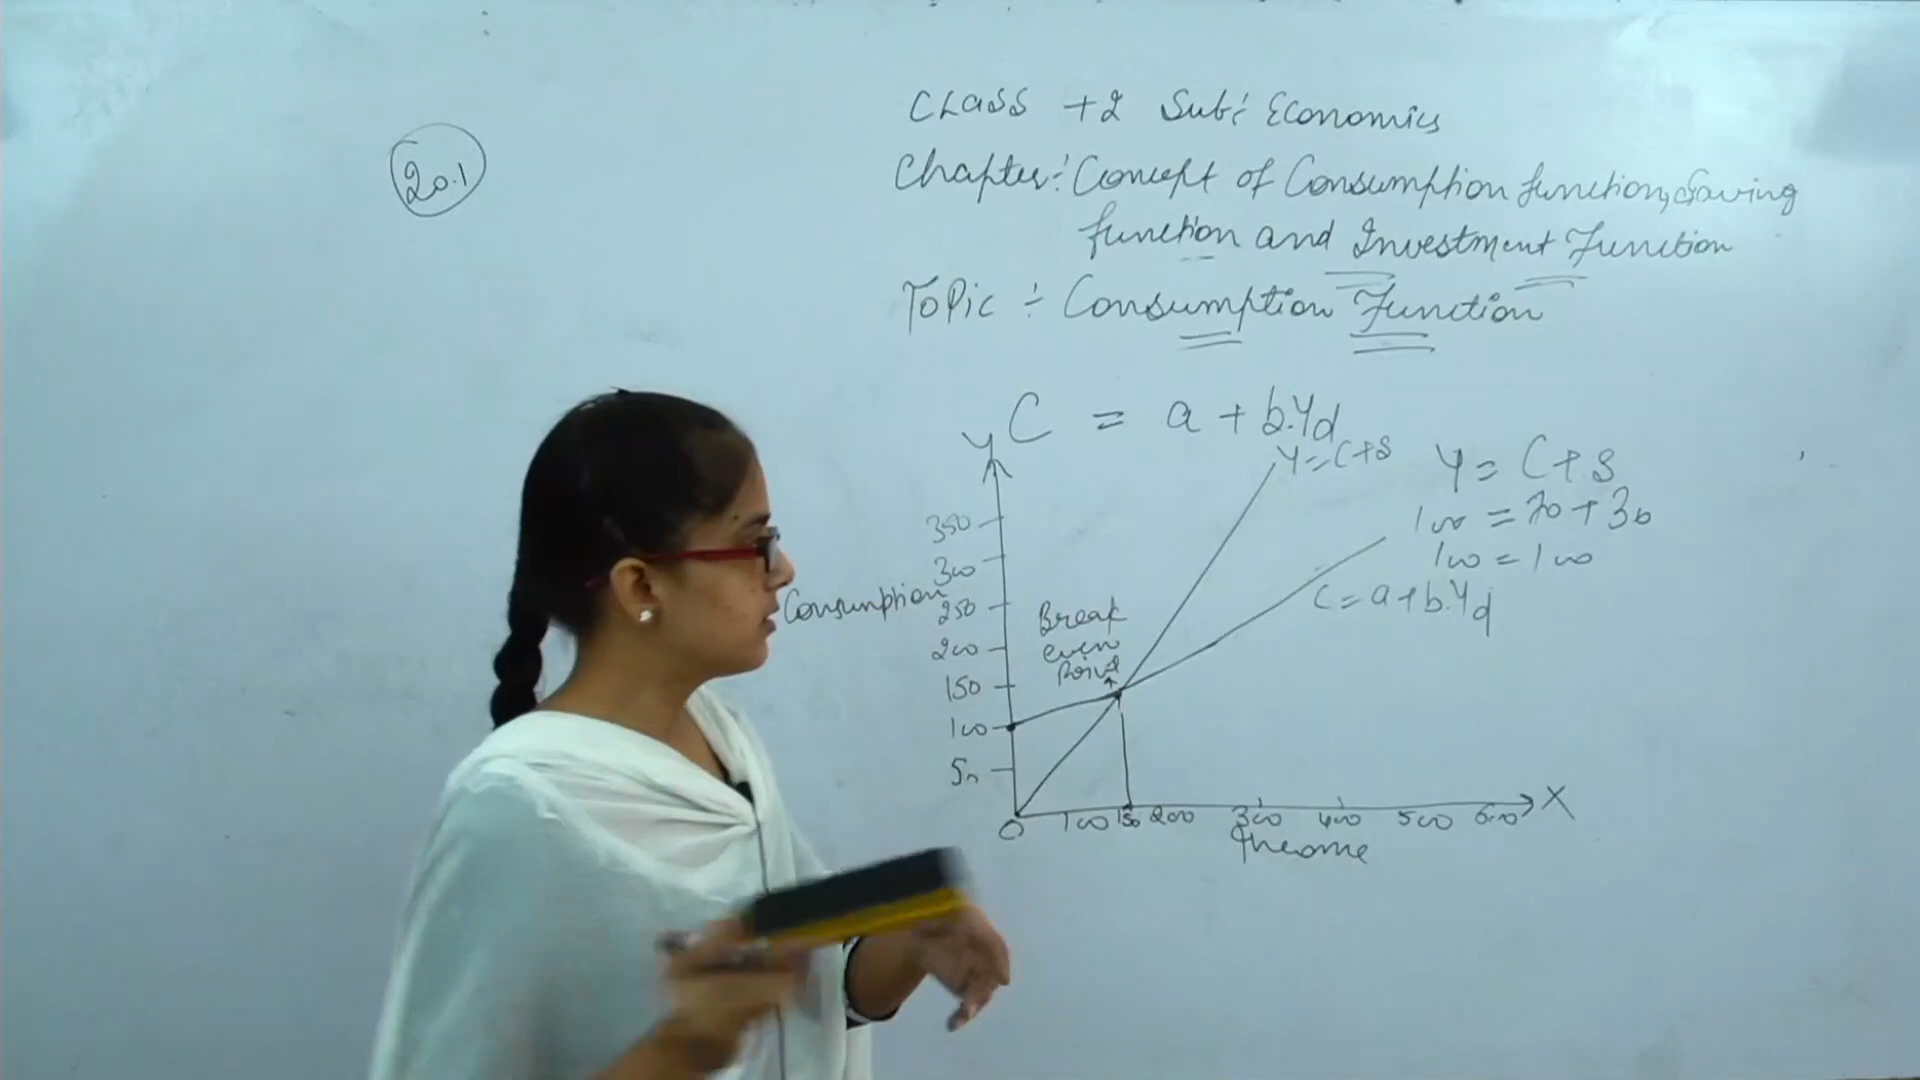 20.1
Class +2 Sub: Economics
Chapter: Concept of Consumption function, Saving
function and Investment Function
Topic ÷ Consumption Function
C = a + b.Yd
Y
Y=C+S
Y = C+S
100 = 70+30
100 = 100
C=a+b.Yd
Consumption
350
300
250
200
150
100
50
Break
even
Point
0 100 150 200 300 400 500 600 X
Income